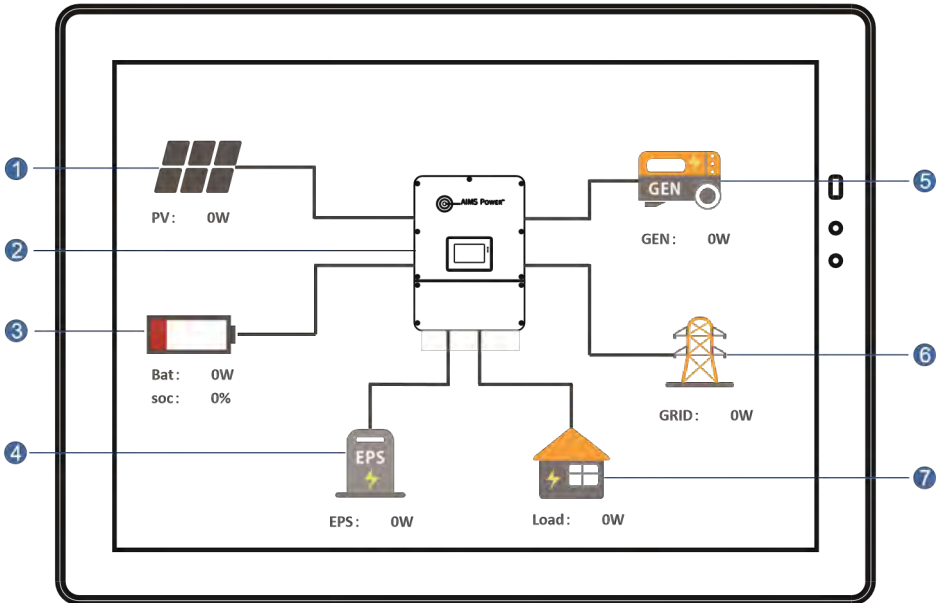 1
PV: 0W
2
AIMS POWER™
3
Bat: 0W
soc: 0%
4
EPS
EPS: 0W
GEN
5
GEN: 0W
6
GRID: 0W
7
Load: 0W